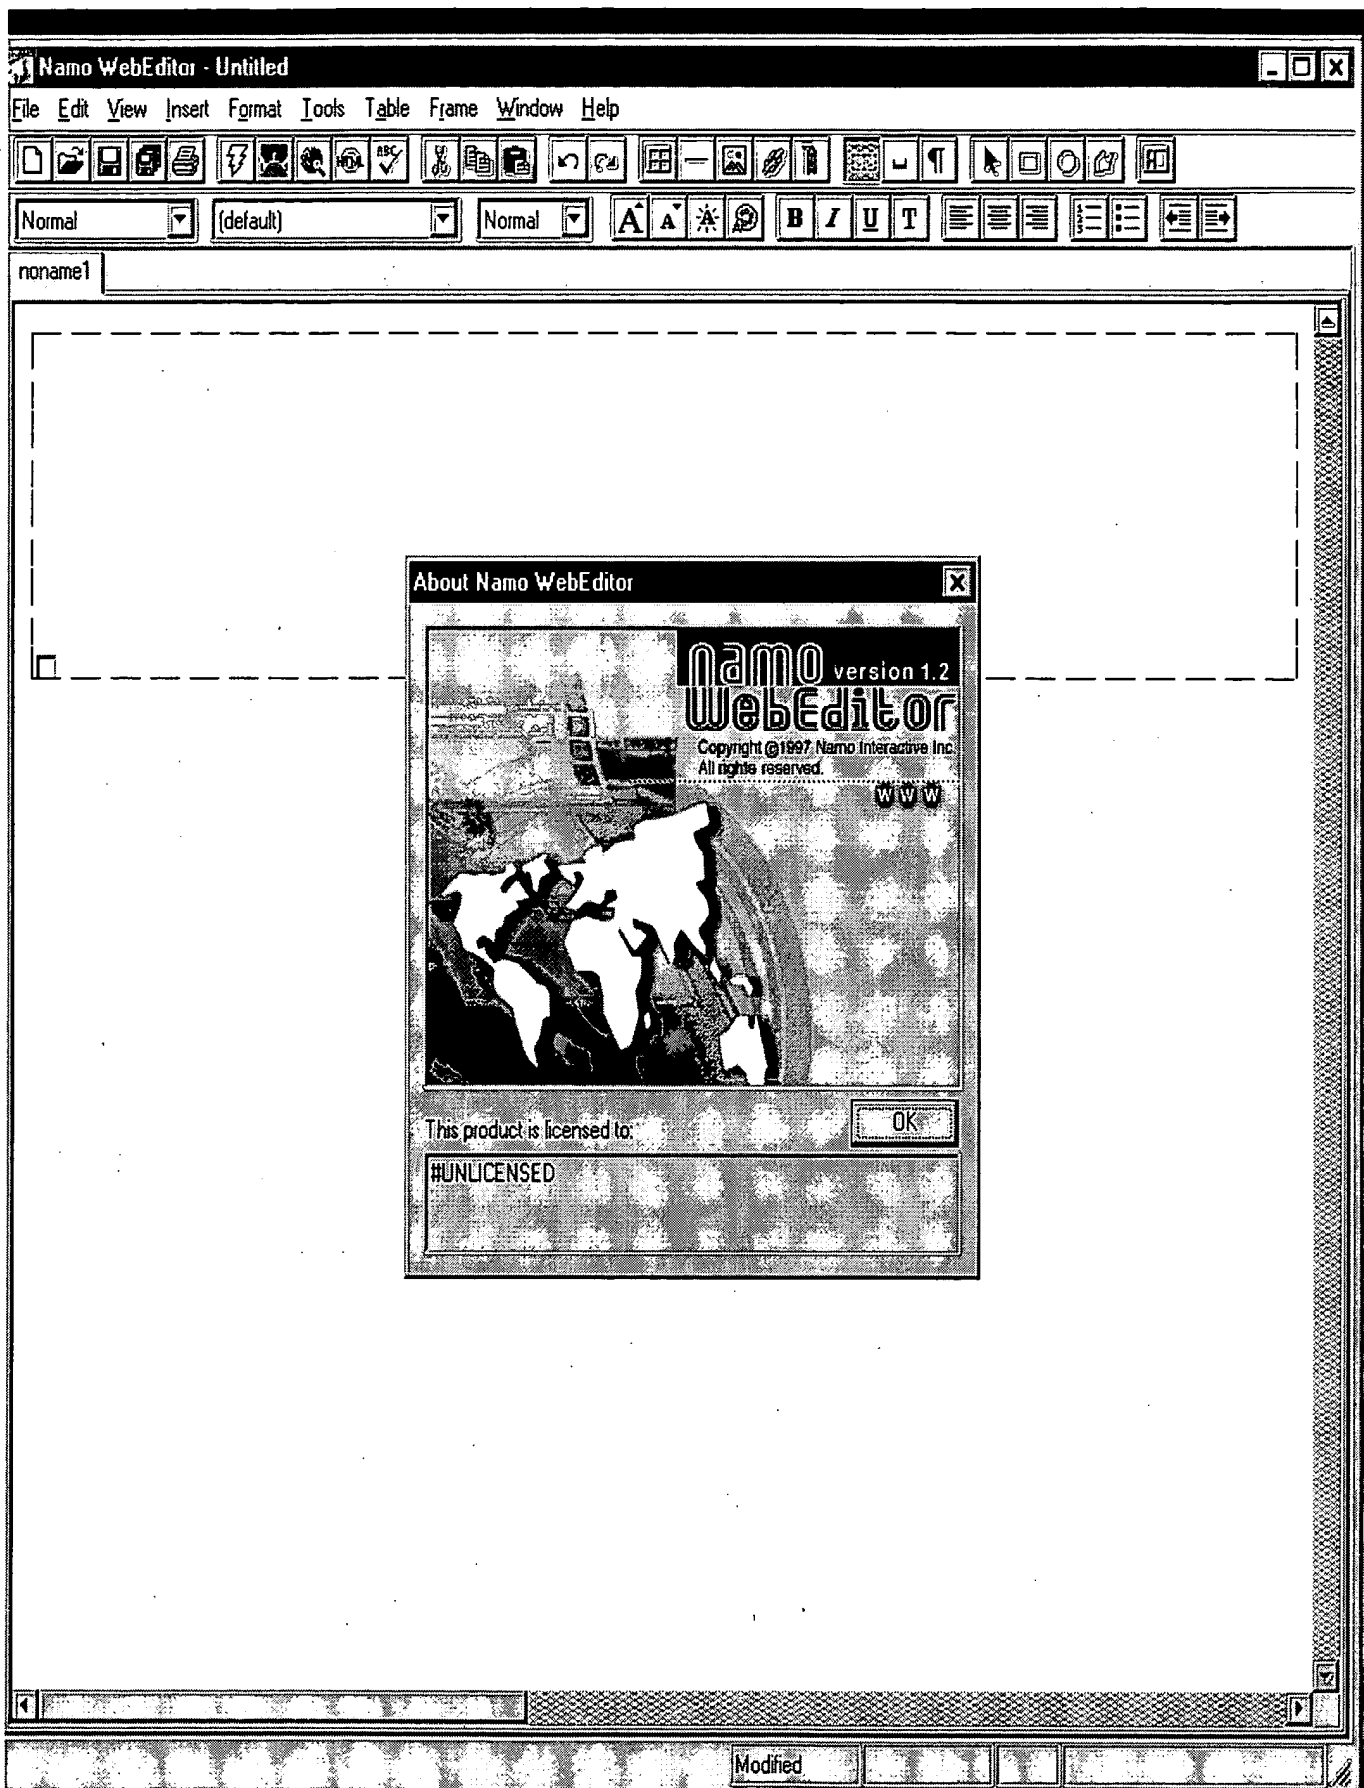 Namo WebEditor - Untitled
File Edit View Insert Format Tools Table Frame Window Help
HTML ABC
Normal (default) Normal A A A B I U T
noname1
About Namo WebEditor
namo version 1.2
WebEditor
Copyright ©1997 Namo Interactive Inc.
All rights reserved.
W W W
This product is licensed to:
OK
#UNLICENSED
Modified